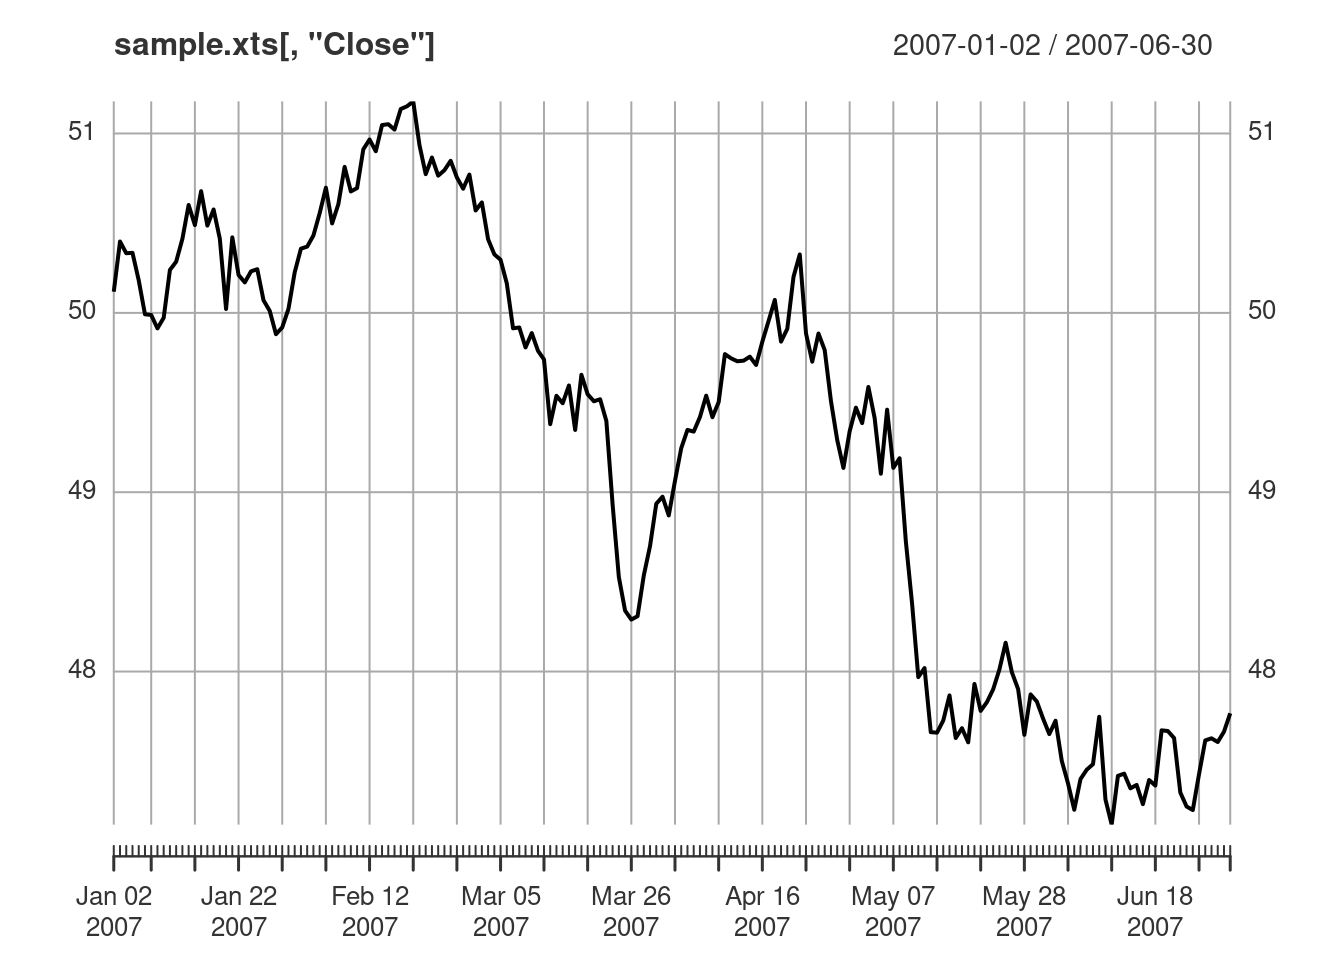 sample.xts[, "Close"] 2007-01-02 / 2007-06-30
51 51
50 50
49 49
48 48
Jan 02 Jan 22 Feb 12 Mar 05 Mar 26 Apr 16 May 07 May 28 Jun 18
2007 2007 2007 2007 2007 2007 2007 2007 2007